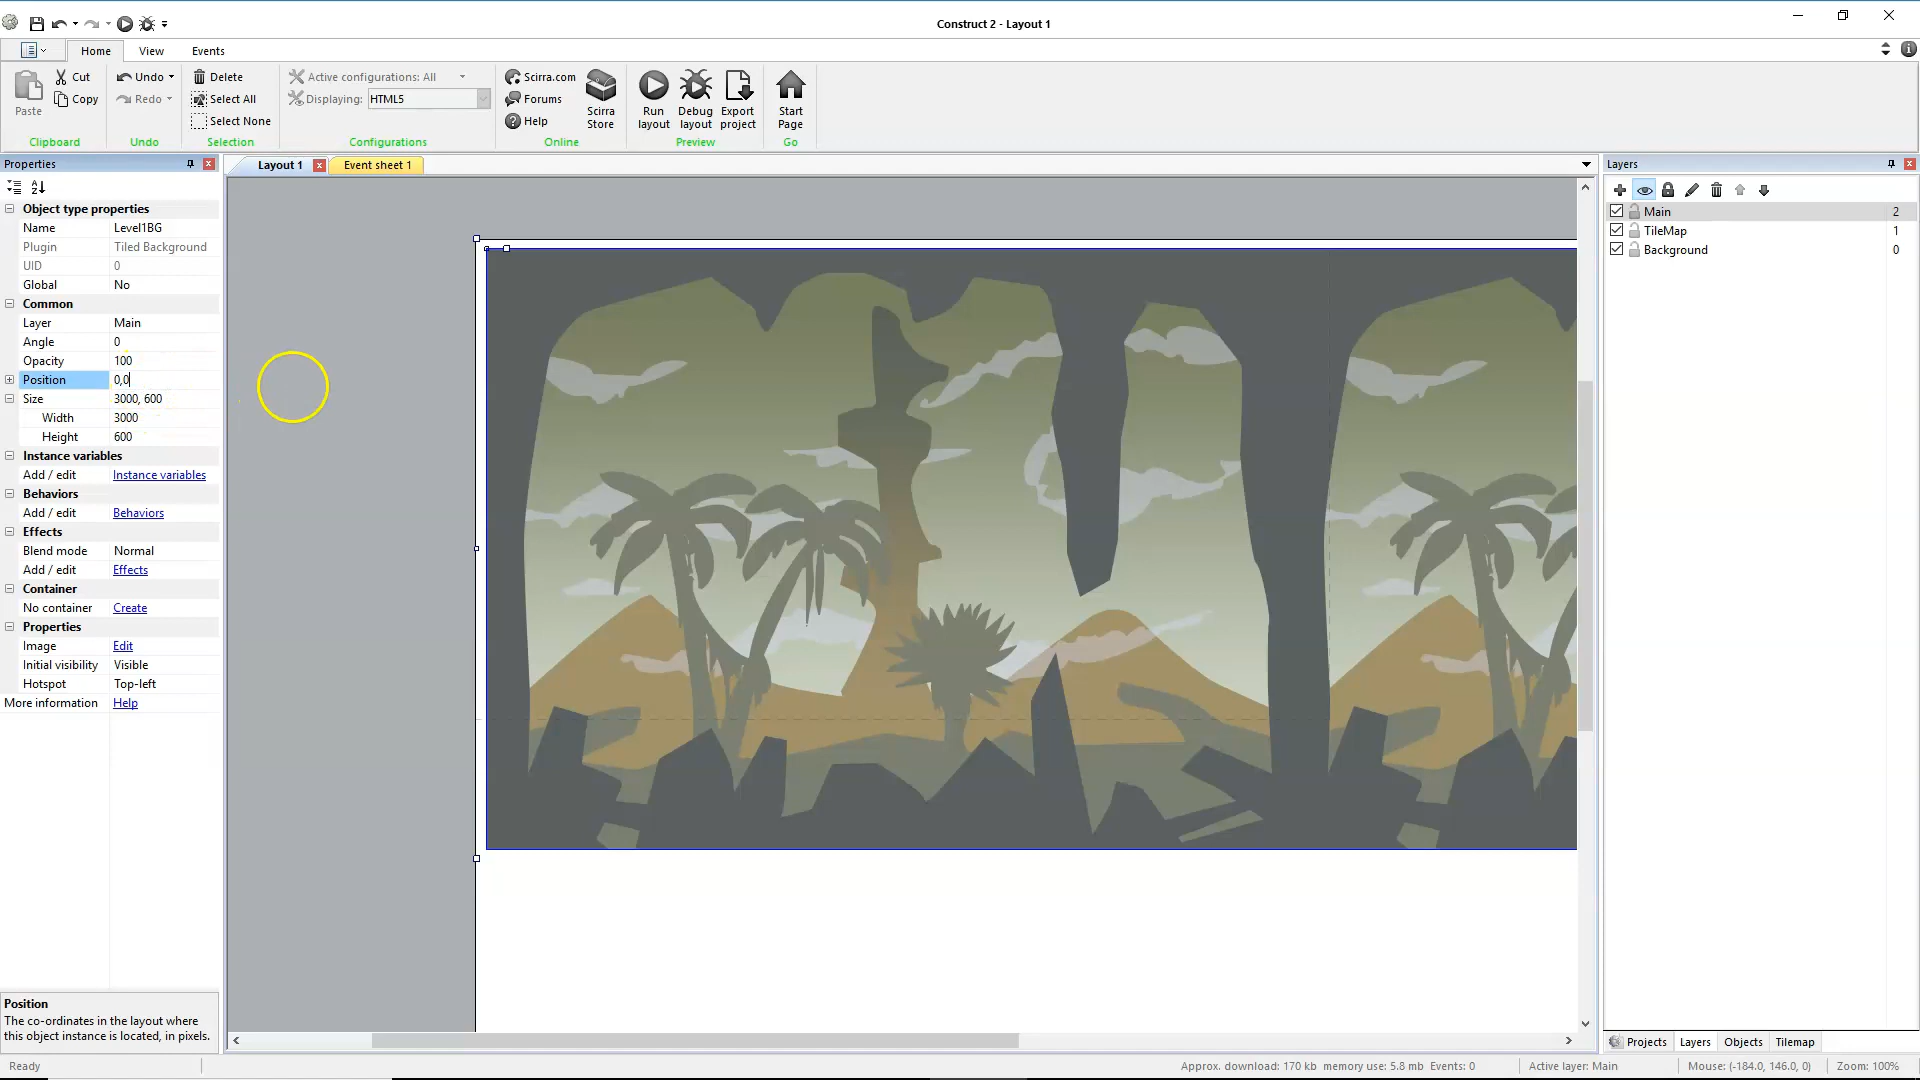 Construct 2 - Layout 1
Home View Events
Paste
Cut
Copy
Clipboard
Undo
Redo
Undo
Delete
Select All
Select None
Selection
Active configurations: All
Displaying: HTML5
Configurations
Scirra.com
Forums
Help
Scirra
Store
Online
Run
layout
Debug
layout
Export
project
Preview
Start
Page
Go
Properties
Layout 1
Event sheet 1
Layers
Object type properties
Name Level1BG
Plugin Tiled Background
UID 0
Global No
Common
Layer Main
Angle 0
Opacity 100
Position 0,0
Size 3000, 600
Width 3000
Height 600
Instance variables
Add / edit Instance variables
Behaviors
Add / edit Behaviors
Effects
Blend mode Normal
Add / edit Effects
Container
No container Create
Properties
Image Edit
Initial visibility Visible
Hotspot Top-left
More information Help
Main 2
TileMap 1
Background 0
Position
The co-ordinates in the layout where
this object instance is located, in pixels.
Projects Layers Objects Tilemap
Ready
Approx. download: 170 kb memory use: 5.8 mb Events: 0
Active layer: Main
Mouse: (-184.0, 146.0, 0)
Zoom: 100%